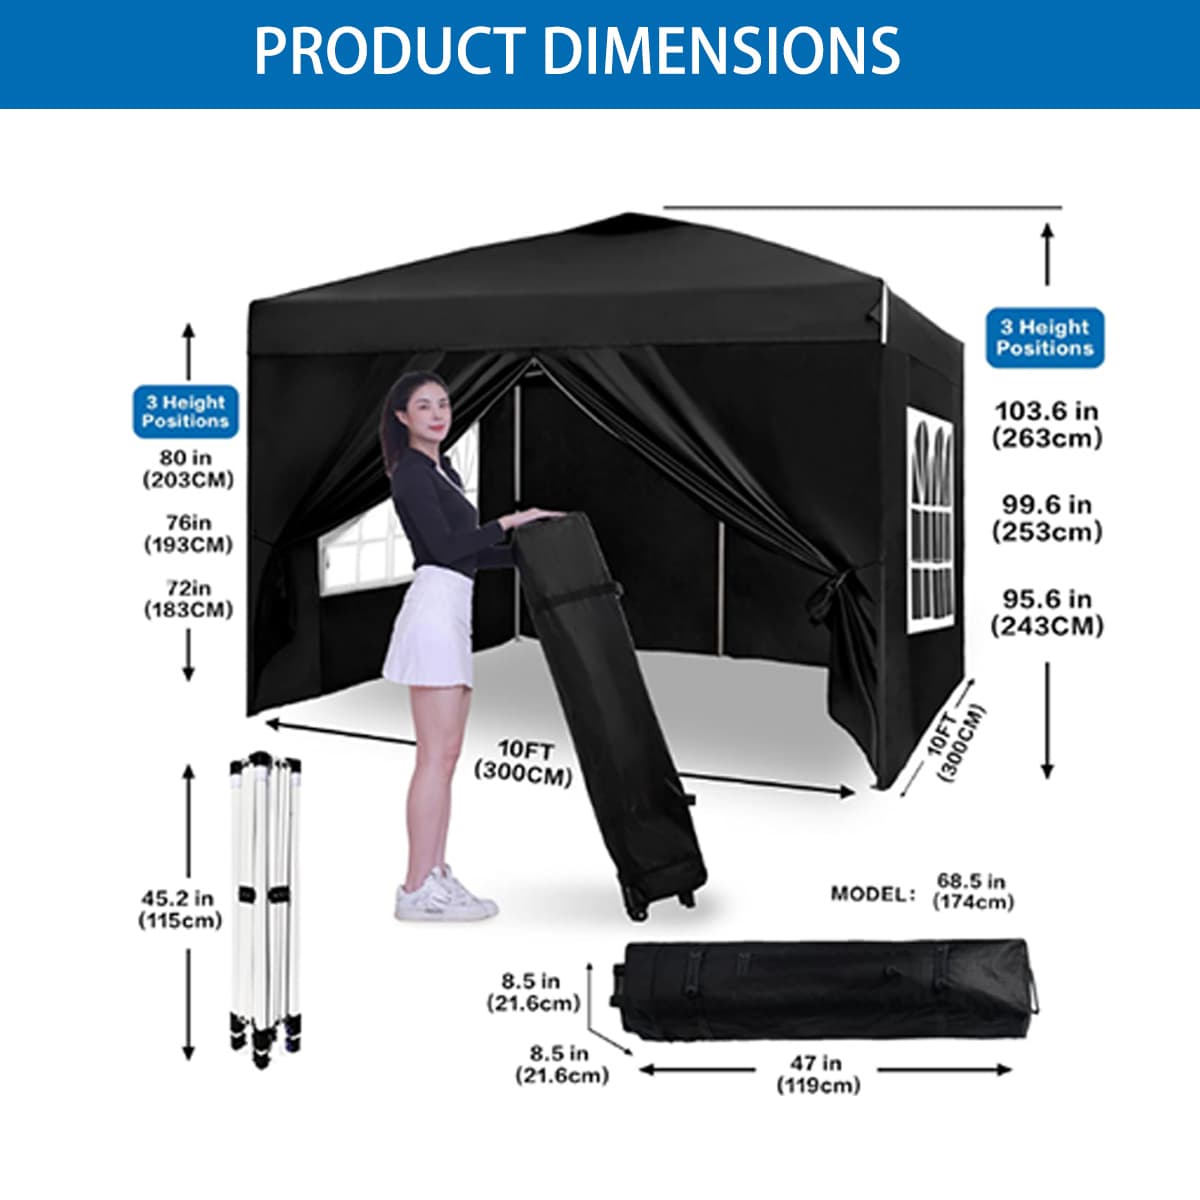 PRODUCT DIMENSIONS
3 Height
Positions
80 in
(203CM)
76in
(193CM)
72in
(183CM)
3 Height
Positions
103.6 in
(263cm)
99.6 in
(253cm)
95.6 in
(243CM)
10FT
(300CM)
10FT
(300CM)
45.2 in
(115cm)
MODEL:
68.5 in
(174cm)
8.5 in
(21.6cm)
8.5 in
(21.6cm)
47 in
(119cm)